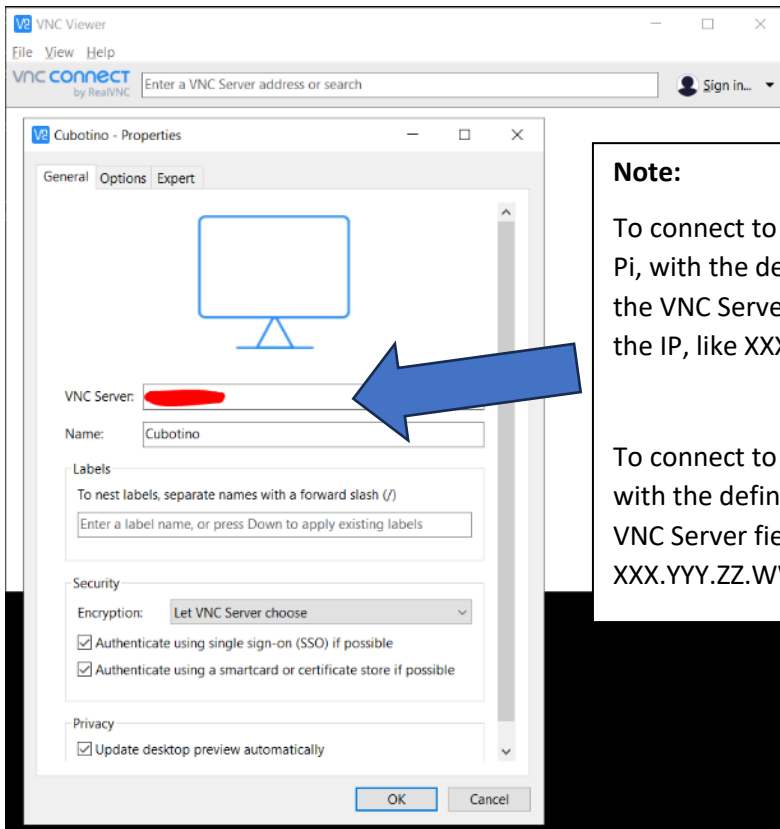 VNC Viewer
File View Help
VNC CONNECT
by RealVNC
Enter a VNC Server address or search
Sign in...
Cubotino - Properties
General Options Expert
VNC Server:
Name: Cubotino
Labels
To nest labels, separate names with a forward slash (/)
Enter a label name, or press Down to apply existing labels
Security
Encryption: Let VNC Server choose
Authenticate using single sign-on (SSO) if possible
Authenticate using a smartcard or certificate store if possible
Privacy
Update desktop preview automatically
OK Cancel
Note:
To connect to
Pi, with the de
the VNC Serve
the IP, like XXX
To connect to
with the defin
VNC Server fie
XXX.YYY.ZZ.W